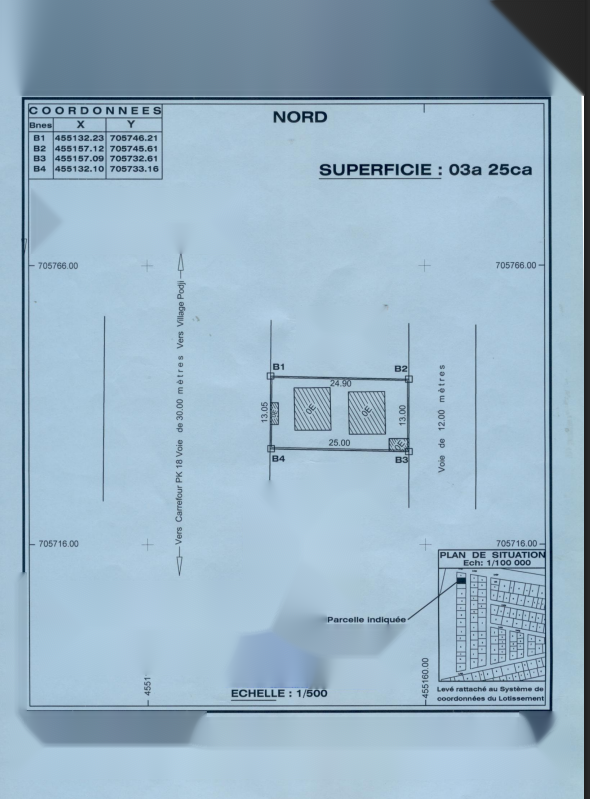 COORDONNEES
Bnes X Y
B1 455132.23 705746.21
B2 455157.12 705745.61
B3 455157.09 705732.61
B4 455132.10 705733.16
NORD
SUPERFICIE : 03a 25ca
705766.00
705766.00
Vers Carrefour PK 18 Voie de 30.00 mètres Vers Village Podji
B1
B2
24.90
13.05
DE
DE
13.00
Voie de 12.00 mètres
25.00
DE
B4
B3
705716.00
705716.00
PLAN DE SITUATION
Ech: 1/100 000
Parcelle indiquée
4551
455160.00
ECHELLE : 1/500
Levé rattaché au Système de
coordonnées du Lotissement